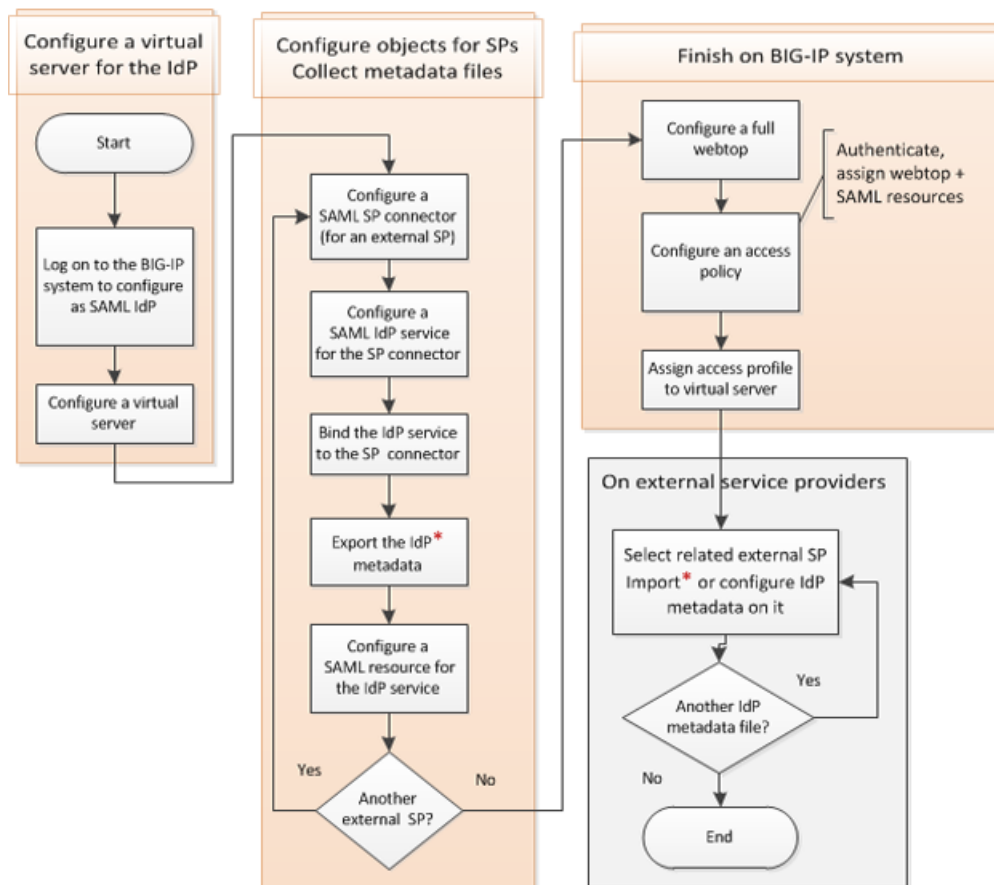 Configure a virtual
server for the IdP
Start
Log on to the BIG-IP
system to configure
as SAML IdP
Configure a virtual
server
Configure objects for SPs
Collect metadata files
Configure a
SAML SP connector
(for an external SP)
Configure a
SAML IdP service
for the SP connector
Bind the IdP service
to the SP connector
Export the IdP*
metadata
Configure a
SAML resource for
the IdP service
Yes
No
Another
external SP?
Finish on BIG-IP system
Configure a full
webtop
Authenticate,
assign webtop +
SAML resources
Configure an access
policy
Assign access profile
to virtual server
On external service providers
Select related external SP
Import* or configure IdP
metadata on it
Yes
Another IdP
metadata file?
No
End